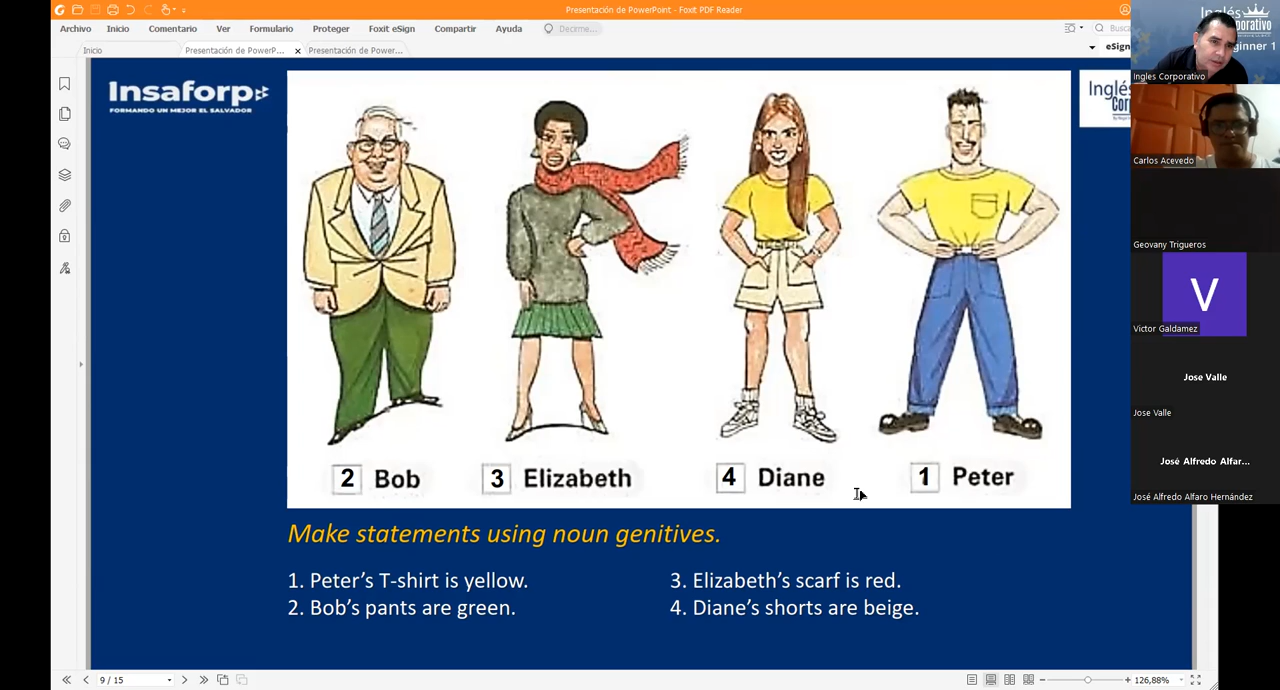 Presentación de PowerPoint - Foxit PDF Reader
Archivo Inicio Comentario Ver Formulario Proteger Foxit eSign Compartir Ayuda Decirme...
Inicio Presentación de PowerP... Presentación de Power... eSign
Insaforp
FORMANDO UN MEJOR EL SALVADOR
Inglés
Ingles Corporativo
Carlos Acevedo
Geovany Trigueros
V
Victor Galdamez
Jose Valle
Jose Valle
José Alfredo Alfar...
José Alfredo Alfaro Hernández
2 Bob 3 Elizabeth 4 Diane 1 Peter
Make statements using noun genitives.
1. Peter's T-shirt is yellow.
2. Bob's pants are green.
3. Elizabeth's scarf is red.
4. Diane's shorts are beige.
9 / 15 126,88%